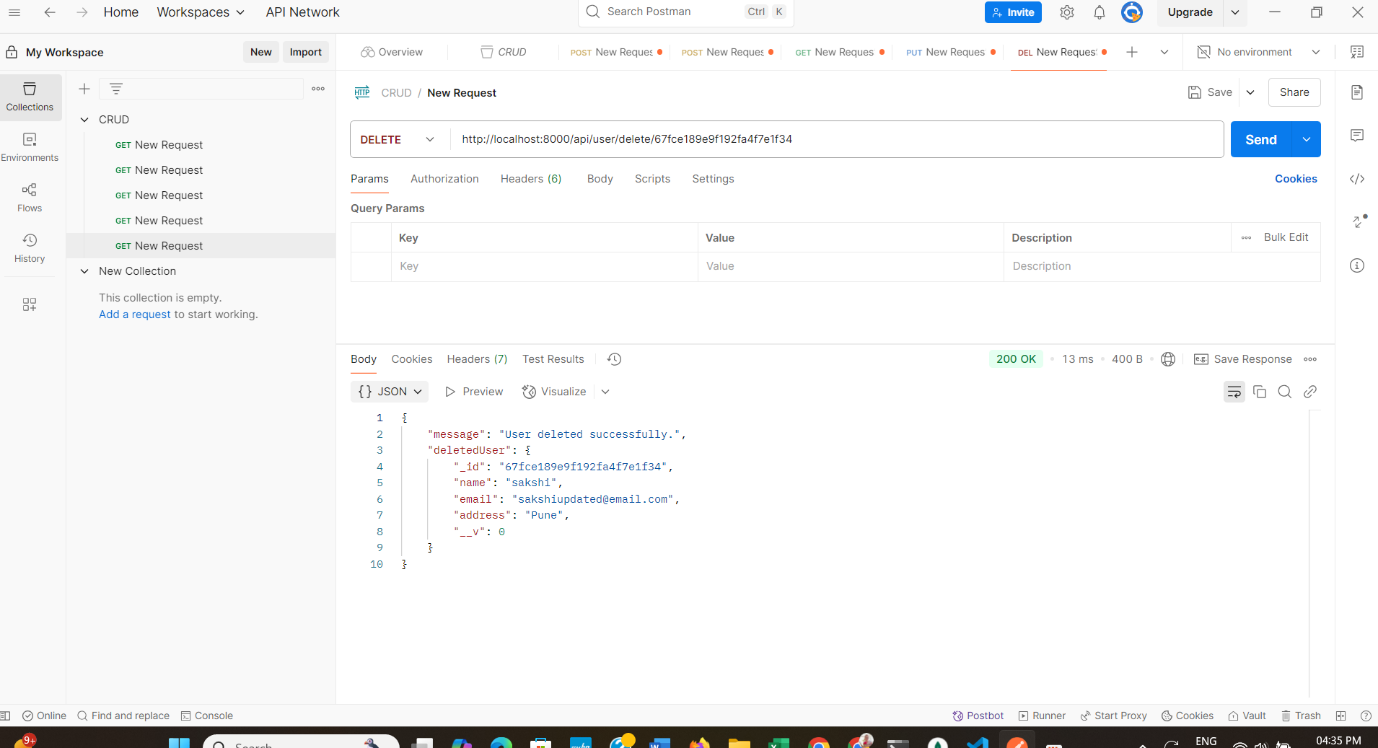 Home Workspaces API Network Search Postman Ctrl K Invite Upgrade
My Workspace New Import Overview CRUD POST New Reques POST New Reques GET New Reques PUT New Reques DEL New Reques No environment
Collections
Environments
Flows
History
CRUD
GET New Request
GET New Request
GET New Request
GET New Request
GET New Request
New Collection
This collection is empty.
Add a request to start working.
HTTP CRUD / New Request Save Share
DELETE http://localhost:8000/api/user/delete/67fce189e9f192fa4f7e1f34 Send
Params Authorization Headers (6) Body Scripts Settings Cookies
Query Params
Key Value Description Bulk Edit
Key Value Description
Body Cookies Headers (7) Test Results 200 OK • 13 ms • 400 B • e.g. Save Response
{} JSON Preview Visualize
1 {
2 "message": "User deleted successfully.",
3 "deletedUser": {
4 "_id": "67fce189e9f192fa4f7e1f34",
5 "name": "sakshi",
6 "email": "sakshiupdated@email.com",
7 "address": "Pune",
8 "__v": 0
9 }
10 }
Online Find and replace Console Postbot Runner Start Proxy Cookies Vault Trash
9+ Search ENG 04:35 PM